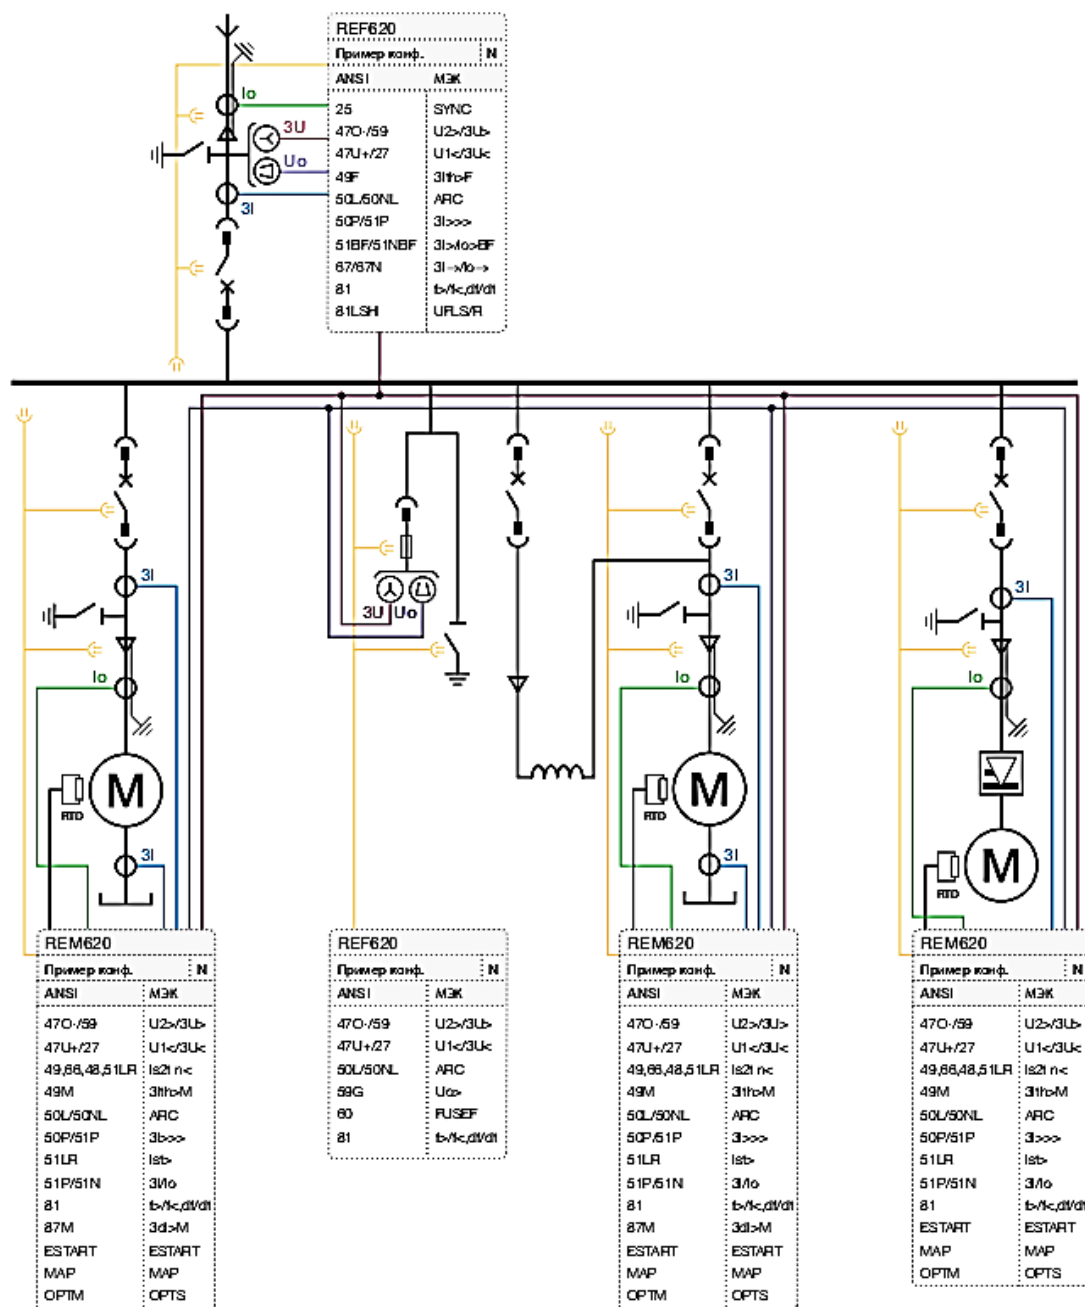 REF620
Пример конф. N
ANSI МЭК
25 SYNC
47O-/59 U2>/3U>
47U+/27 U1</3U<
49F 3Ith>F
50L/50NL ARC
50P/51P 3I>>>
51BF/51NBF 3I>/Io>BF
67/67N 3I->/Io->
81 f>/f<,df/dt
81LSH UFLS/R
Io
3U
Uo
3I
3I
Io
M
RTD
3I
3U Uo
3I
Io
M
RTD
3I
3I
Io
M
RTD
REM620
Пример конф. N
ANSI МЭК
47O-/59 U2>/3U>
47U+/27 U1</3U<
49,66,48,51LR Is2t n<
49M 3Ith>M
50L/50NL ARC
50P/51P 3I>>>
51LR Ist>
51P/51N 3I/Io
81 f>/f<,df/dt
87M 3dI>M
ESTART ESTART
MAP MAP
OPTM OPTS
REF620
Пример конф. N
ANSI МЭК
47O-/59 U2>/3U>
47U+/27 U1</3U<
50L/50NL ARC
59G Uo>
60 FUSEF
81 f>/f<,df/dt
REM620
Пример конф. N
ANSI МЭК
47O-/59 U2>/3U>
47U+/27 U1</3U<
49,66,48,51LR Is2t n<
49M 3Ith>M
50L/50NL ARC
50P/51P 3I>>>
51LR Ist>
51P/51N 3I/Io
81 f>/f<,df/dt
87M 3dI>M
ESTART ESTART
MAP MAP
OPTM OPTS
REM620
Пример конф. N
ANSI МЭК
47O-/59 U2>/3U>
47U+/27 U1</3U<
49,66,48,51LR Is2t n<
49M 3Ith>M
50L/50NL ARC
50P/51P 3I>>>
51LR Ist>
51P/51N 3I/Io
81 f>/f<,df/dt
ESTART ESTART
MAP MAP
OPTM OPTS